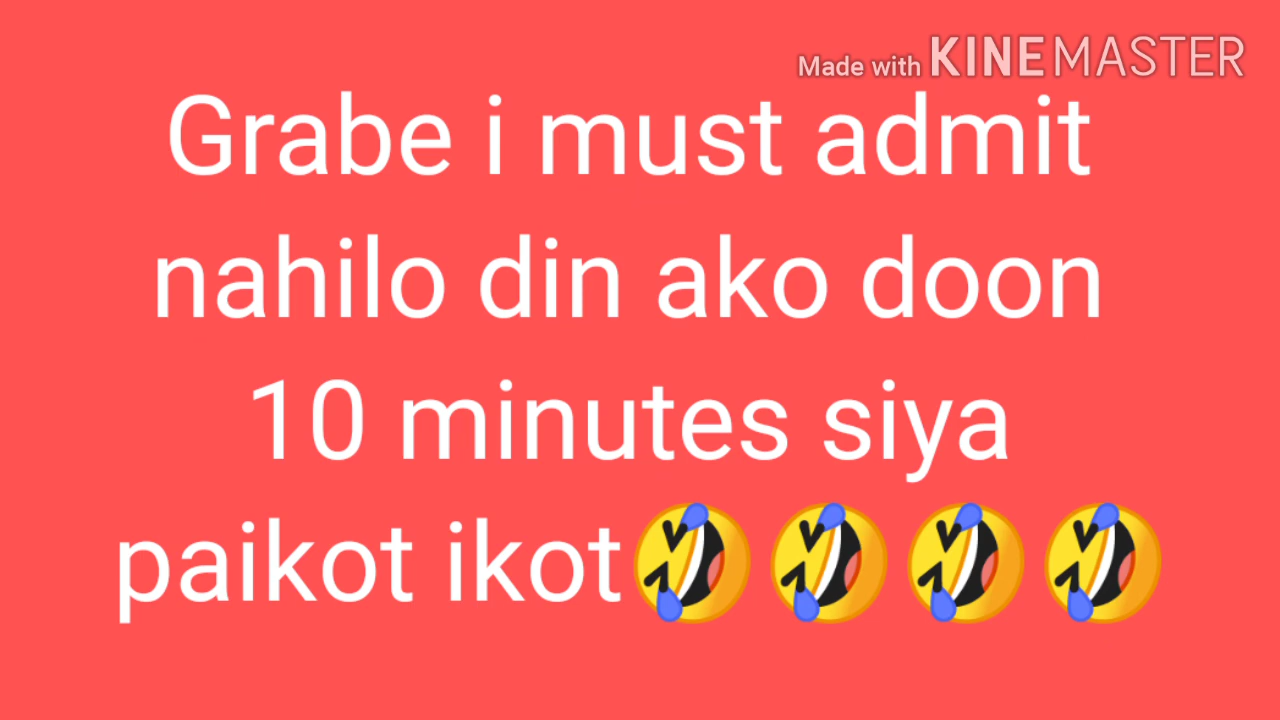 Made with KINEMASTER
Grabe i must admit
nahilo din ako doon
10 minutes siya
paikot ikot🤣🤣🤣🤣